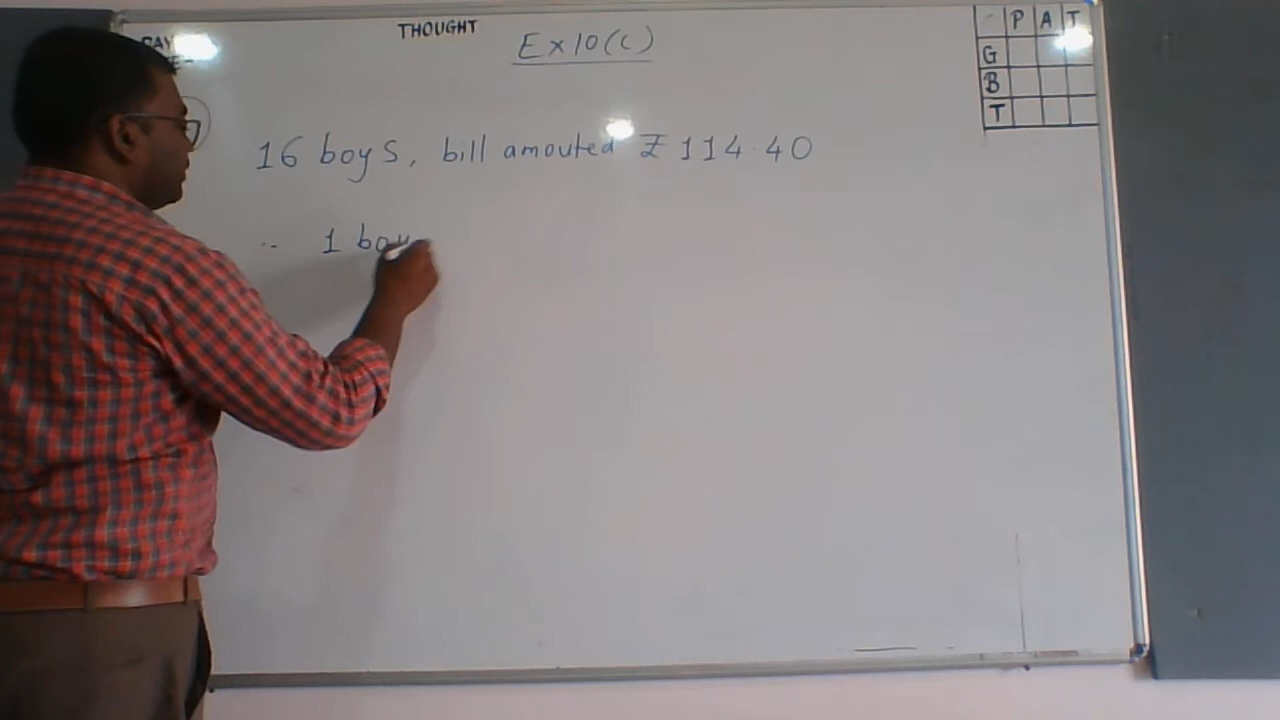 THOUGHT
Ex 10(c)
P A T
G
B
T
16 boys, bill amouted ₹ 114.40
∴ 1 boy